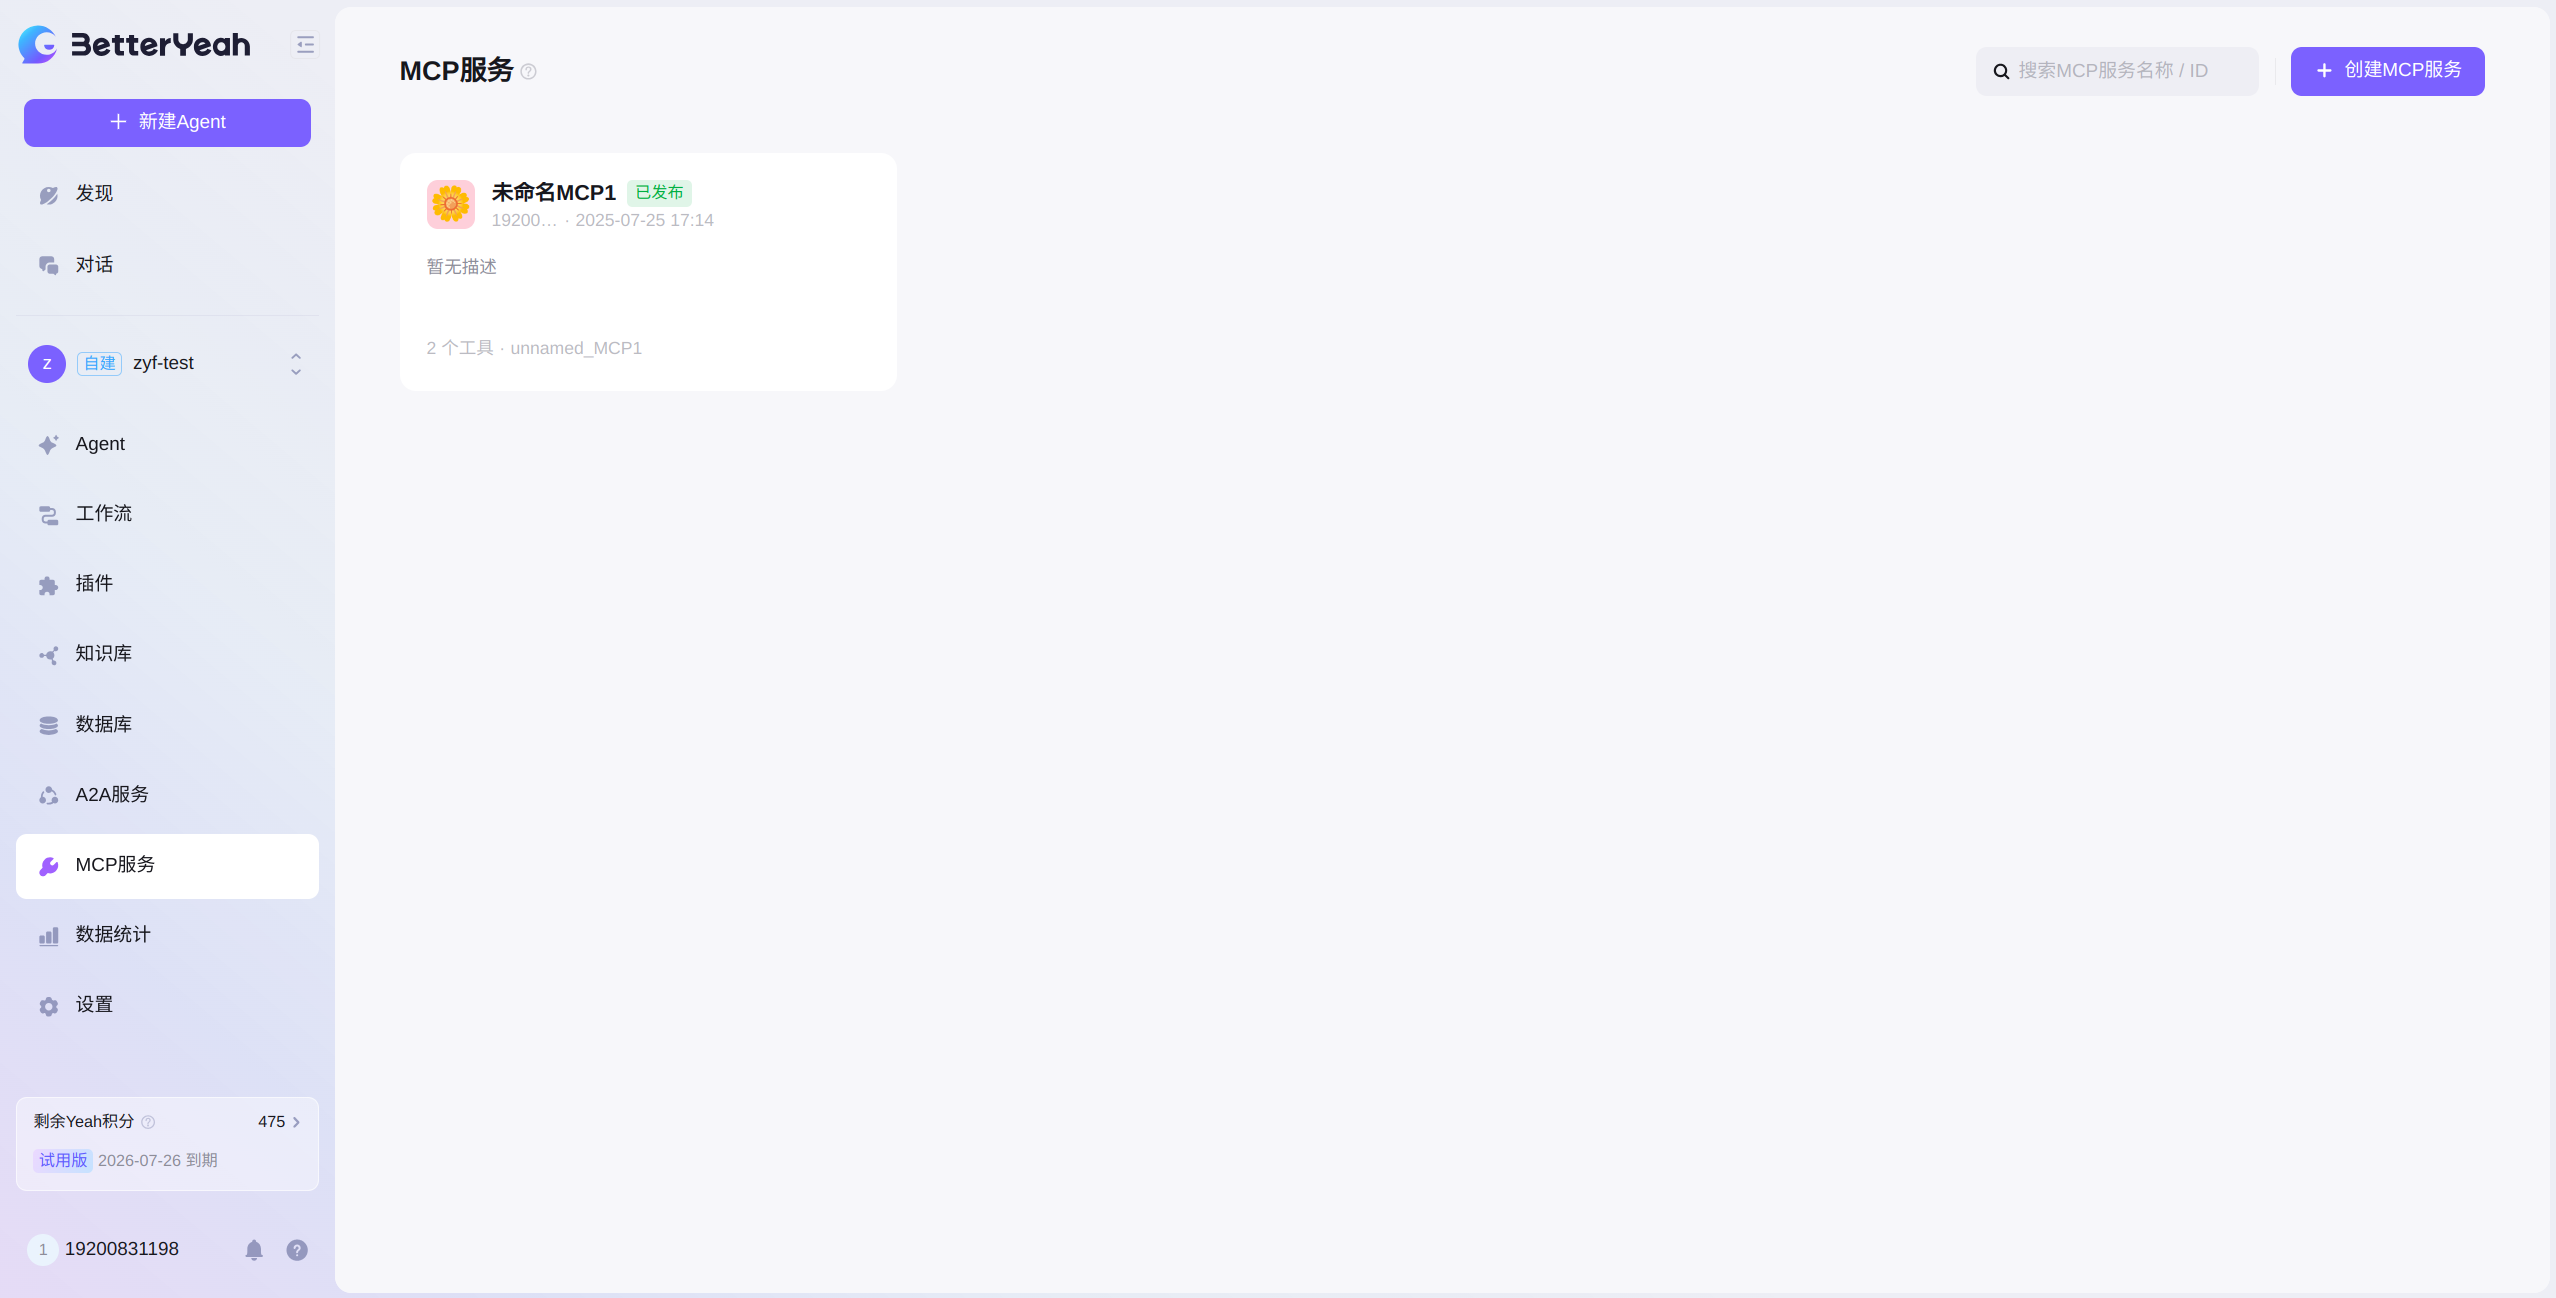 BetterYeah
新建Agent
发现
对话
z 自建 zyf-test
Agent
工作流
插件
知识库
数据库
A2A服务
MCP服务
数据统计
设置
剩余Yeah积分 475
试用版 2026-07-26 到期
1 19200831198
MCP服务
搜索MCP服务名称 / ID
创建MCP服务
未命名MCP1 已发布
19200… · 2025-07-25 17:14
暂无描述
2 个工具 · unnamed_MCP1